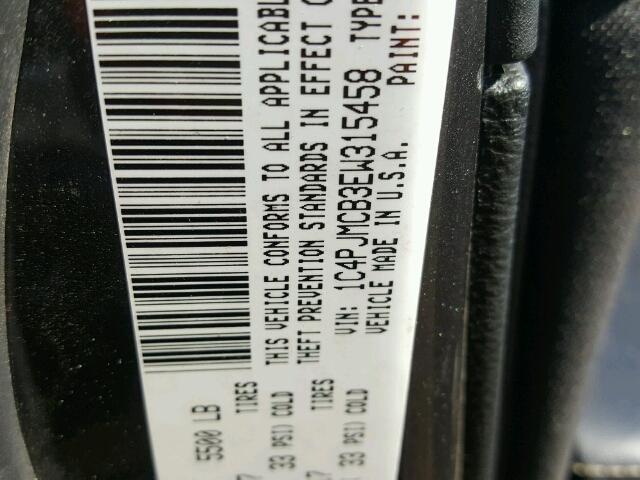 5500 LB
TIRES
33 PSI) COLD
THIS VEHICLE CONFORMS TO ALL APPLICABL
THEFT PREVENTION STANDARDS IN EFFECT
TIRES
33 PSI) COLD
VIN: 1C4PJMCB3EW315458 TYPE
VEHICLE MADE IN U.S.A. PAINT: